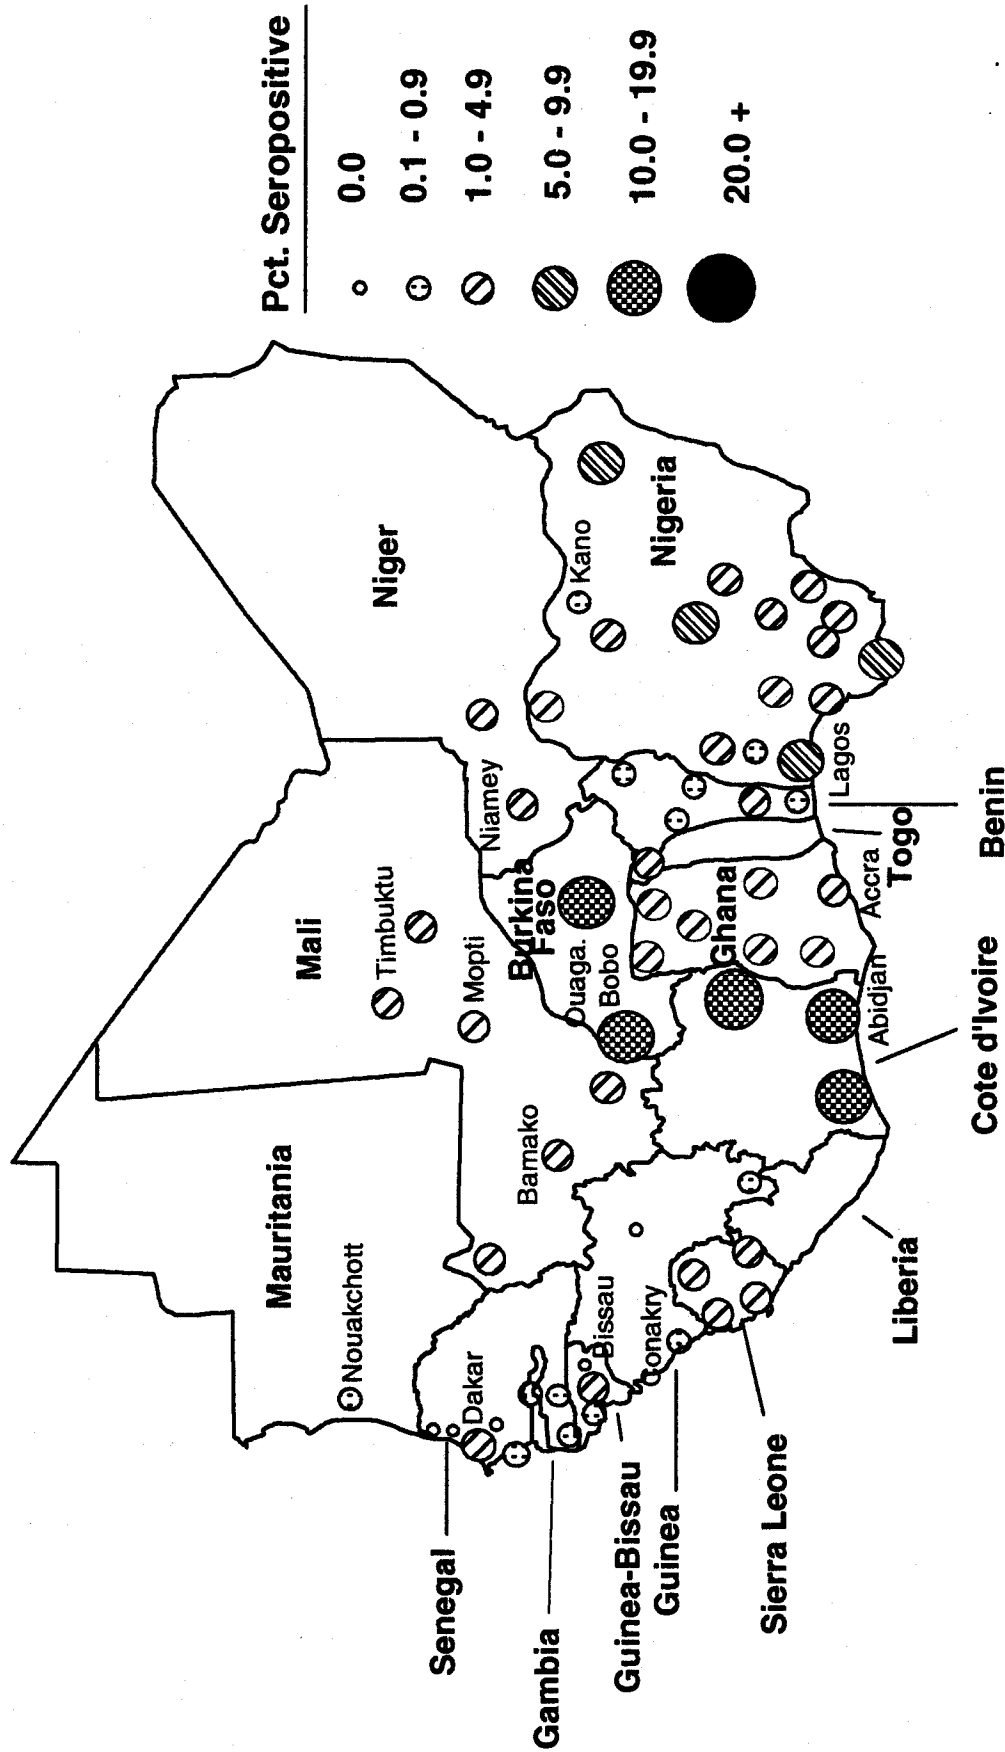 Pct. Seropositive
0.0
0.1 - 0.9
1.0 - 4.9
5.0 - 9.9
10.0 - 19.9
20.0 +
Mauritania
Nouakchott
Mali
Timbuktu
Mopti
Bamako
Niger
Niamey
Burkina
Faso
Ouaga.
Bobo
Nigeria
Kano
Lagos
Benin
Togo
Ghana
Accra
Cote d'Ivoire
Abidjan
Liberia
Sierra Leone
Guinea
Conakry
Guinea-Bissau
Bissau
Gambia
Senegal
Dakar